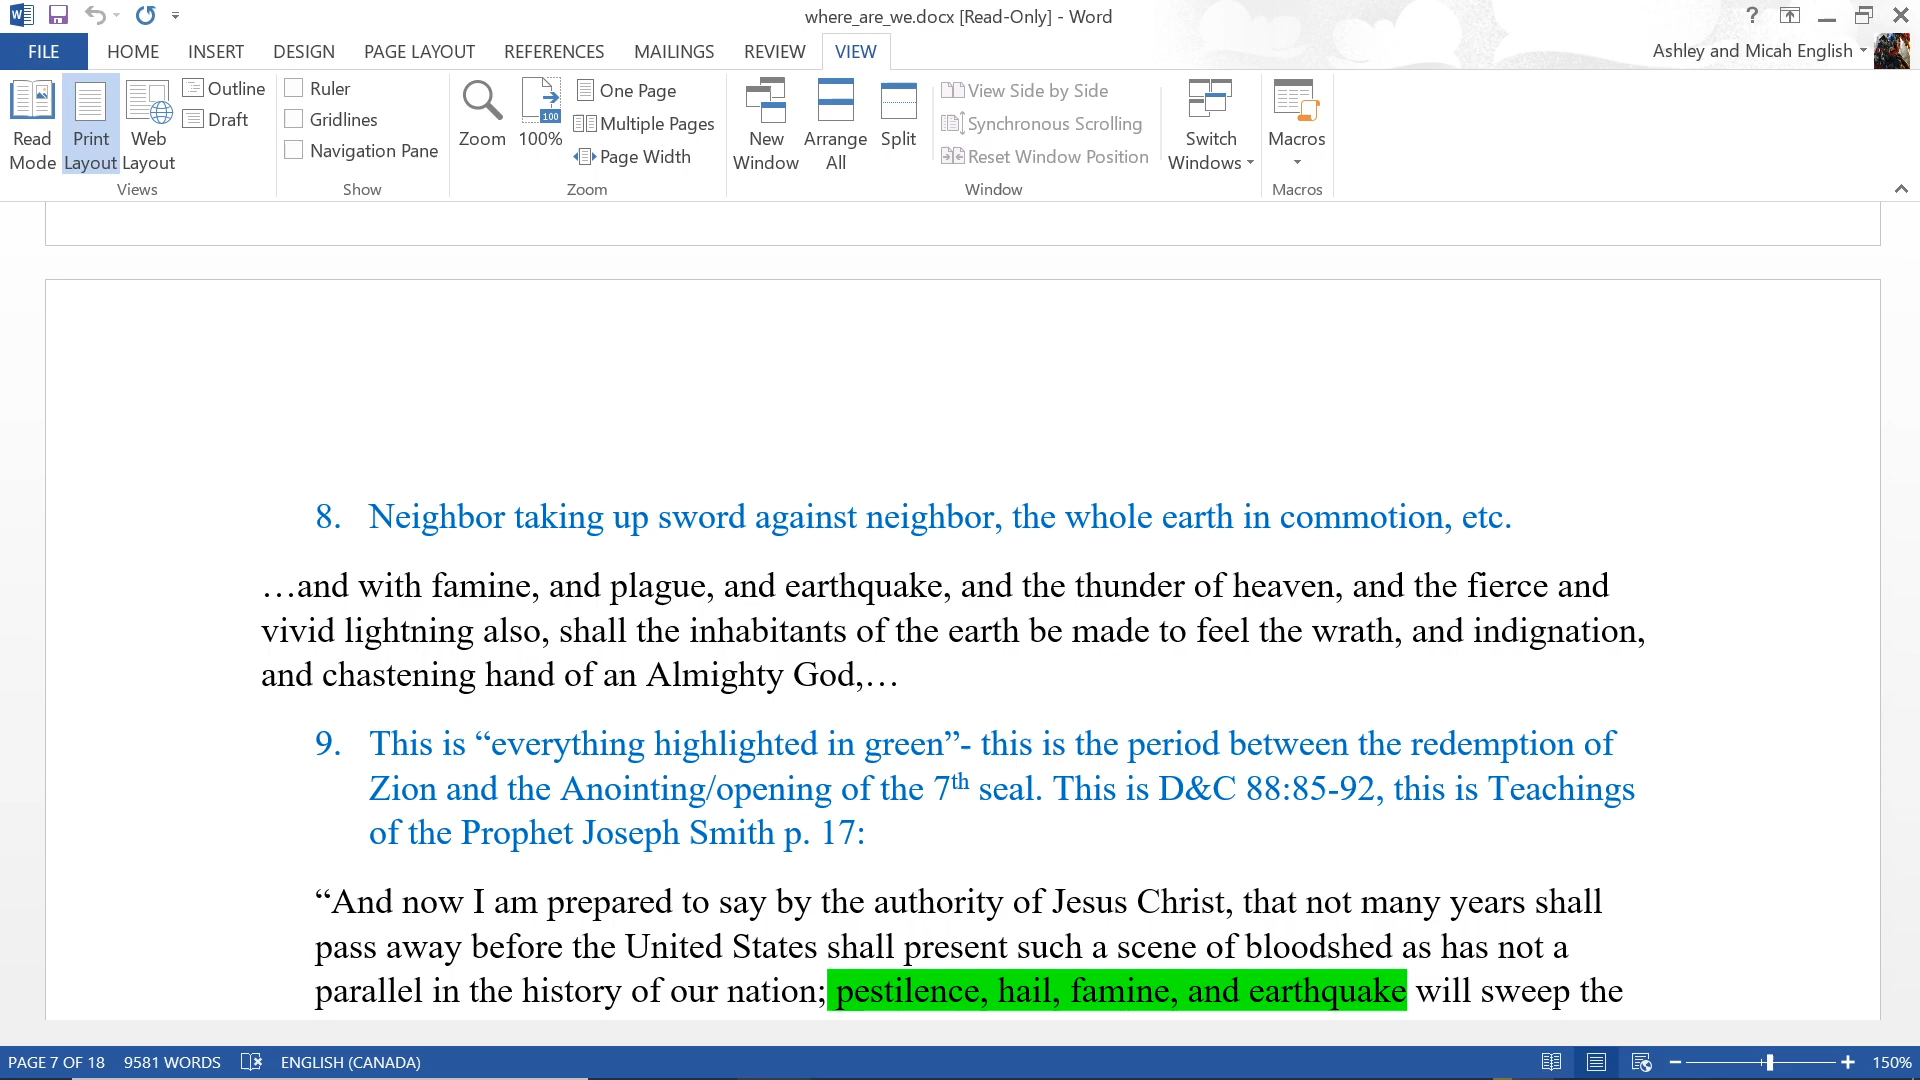 where_are_we.docx [Read-Only] - Word
?
FILE HOME INSERT DESIGN PAGE LAYOUT REFERENCES MAILINGS REVIEW VIEW
Ashley and Micah English
Read Mode
Print Layout
Web Layout
Outline
Draft
Views
Ruler
Gridlines
Navigation Pane
Show
Zoom
100
100%
One Page
Multiple Pages
Page Width
Zoom
New Window
Arrange All
Split
View Side by Side
Synchronous Scrolling
Reset Window Position
Window
Switch Windows
Macros
Macros
8. Neighbor taking up sword against neighbor, the whole earth in commotion, etc.
…and with famine, and plague, and earthquake, and the thunder of heaven, and the fierce and
vivid lightning also, shall the inhabitants of the earth be made to feel the wrath, and indignation,
and chastening hand of an Almighty God,…
9. This is “everything highlighted in green”- this is the period between the redemption of
Zion and the Anointing/opening of the 7th seal. This is D&C 88:85-92, this is Teachings
of the Prophet Joseph Smith p. 17:
“And now I am prepared to say by the authority of Jesus Christ, that not many years shall
pass away before the United States shall present such a scene of bloodshed as has not a
parallel in the history of our nation; pestilence, hail, famine, and earthquake will sweep the
PAGE 7 OF 18 9581 WORDS ENGLISH (CANADA)
150%